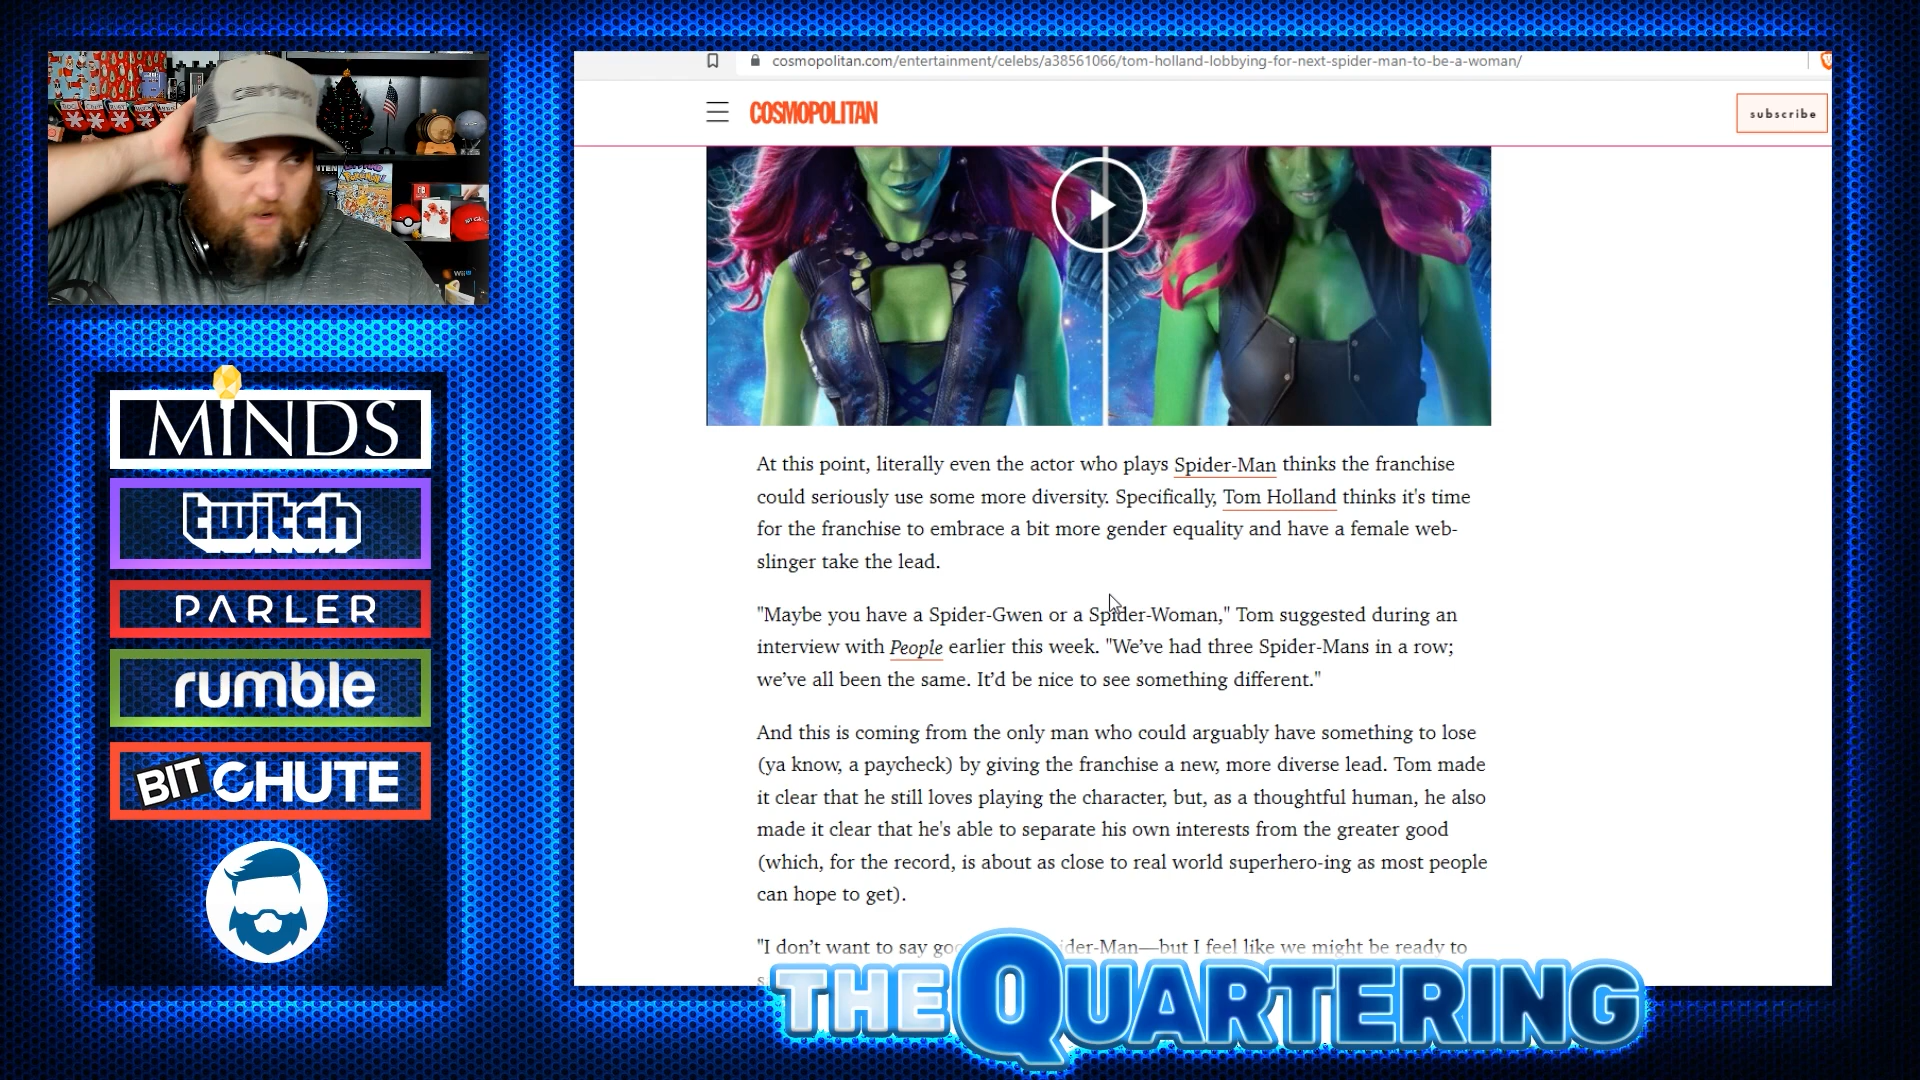 cosmopolitan.com/entertainment/celebs/a38561066/tom-holland-lobbying-for-next-spider-man-to-be-a-woman/
COSMOPOLITAN
subscribe
carhartt
POKéMON
Wii U
MINDS
twitch
PARLER
rumble
BITCHUTE
At this point, literally even the actor who plays Spider-Man thinks the franchise
could seriously use some more diversity. Specifically, Tom Holland thinks it's time
for the franchise to embrace a bit more gender equality and have a female web-
slinger take the lead.
"Maybe you have a Spider-Gwen or a Spider-Woman," Tom suggested during an
interview with People earlier this week. "We’ve had three Spider-Mans in a row;
we’ve all been the same. It’d be nice to see something different."
And this is coming from the only man who could arguably have something to lose
(ya know, a paycheck) by giving the franchise a new, more diverse lead. Tom made
it clear that he still loves playing the character, but, as a thoughtful human, he also
made it clear that he's able to separate his own interests from the greater good
(which, for the record, is about as close to real world superhero-ing as most people
can hope to get).
"I don’t want to say ider-Man—but I feel like we might be ready to
THE QUARTERING